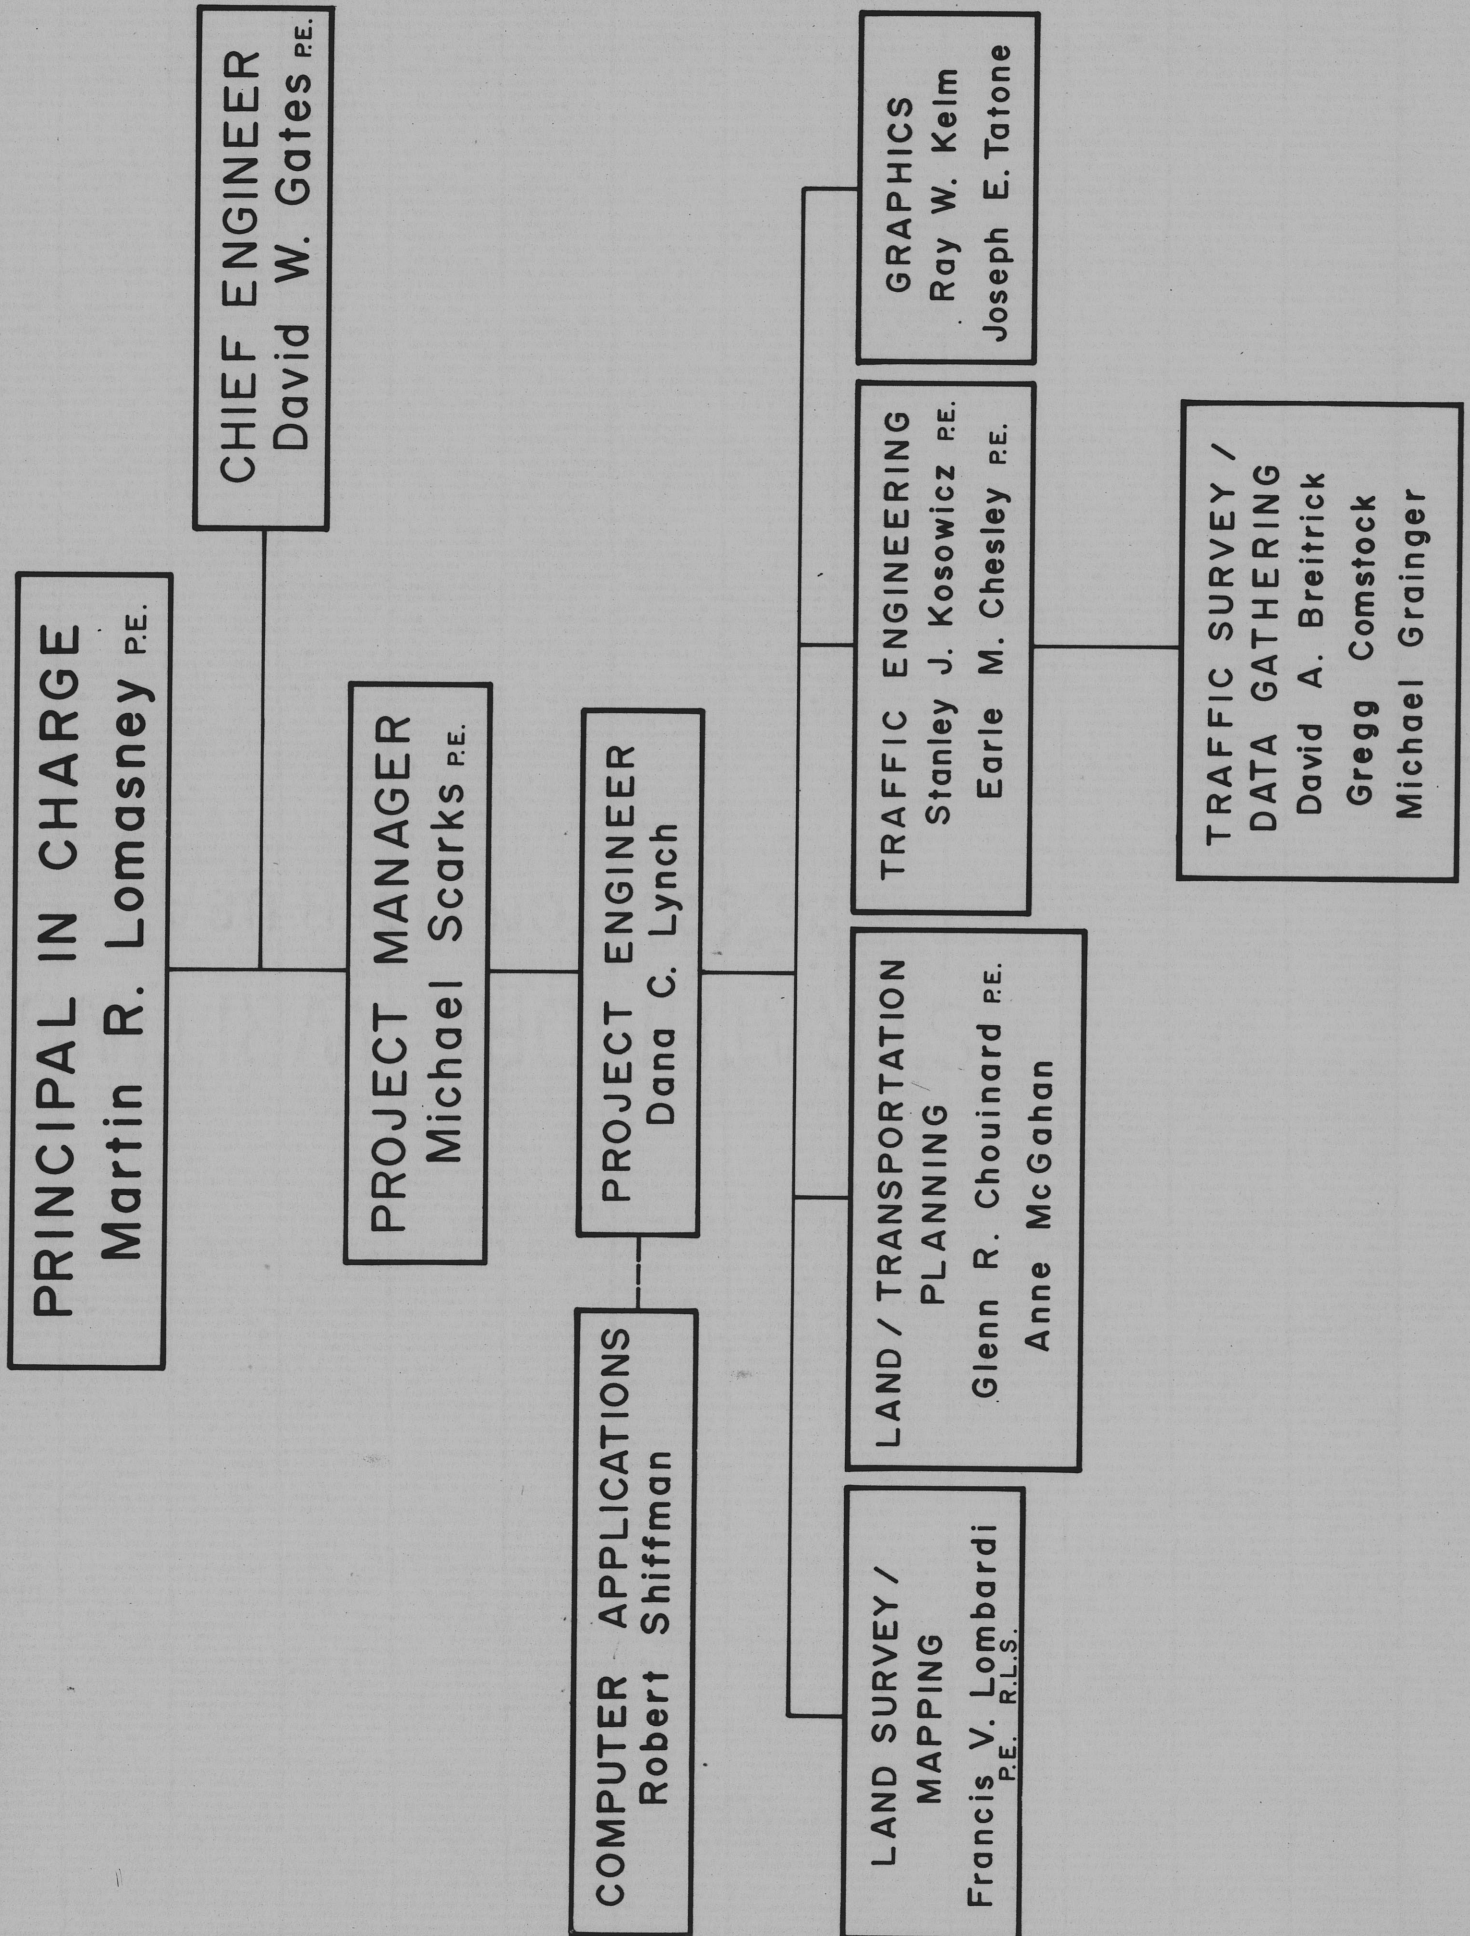 PRINCIPAL IN CHARGE
Martin R. Lomasney P.E.
CHIEF ENGINEER
David W. Gates P.E.
PROJECT MANAGER
Michael Scarks P.E.
COMPUTER APPLICATIONS
Robert Shiffman
PROJECT ENGINEER
Dana C. Lynch
LAND SURVEY /
MAPPING
Francis V. Lombardi
P.E. R.L.S.
LAND / TRANSPORTATION
PLANNING
Glenn R. Chouinard P.E.
Anne McGahan
TRAFFIC ENGINEERING
Stanley J. Kosowicz P.E.
Earle M. Chesley P.E.
GRAPHICS
Ray W. Kelm
Joseph E. Tatone
TRAFFIC SURVEY /
DATA GATHERING
David A. Breitrick
Gregg Comstock
Michael Grainger